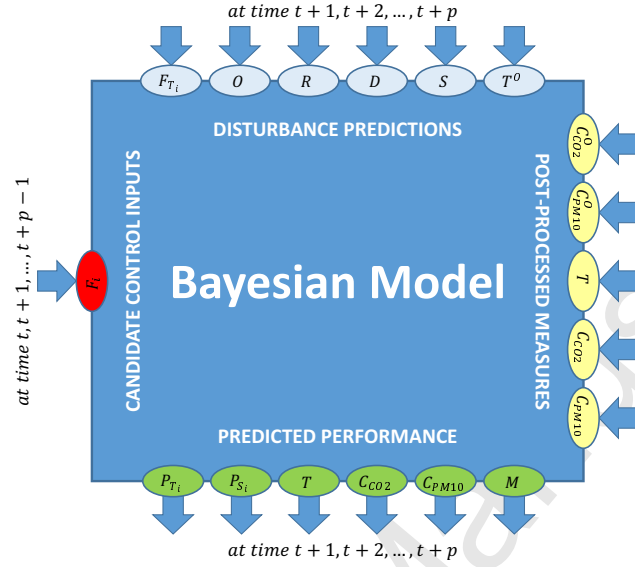 at time t + 1, t + 2, … , t + p
F_{T_i} O R D S T^O
DISTURBANCE PREDICTIONS
at time t, t + 1, … , t + p − 1
F_i
CANDIDATE CONTROL INPUTS
Bayesian Model
POST-PROCESSED MEASURES
C^O_{CO2}
C^O_{PM10}
T
C_{CO2}
C_{PM10}
PREDICTED PERFORMANCE
P_{T_i} P_{S_i} T C_{CO2} C_{PM10} M
at time t + 1, t + 2, … , t + p